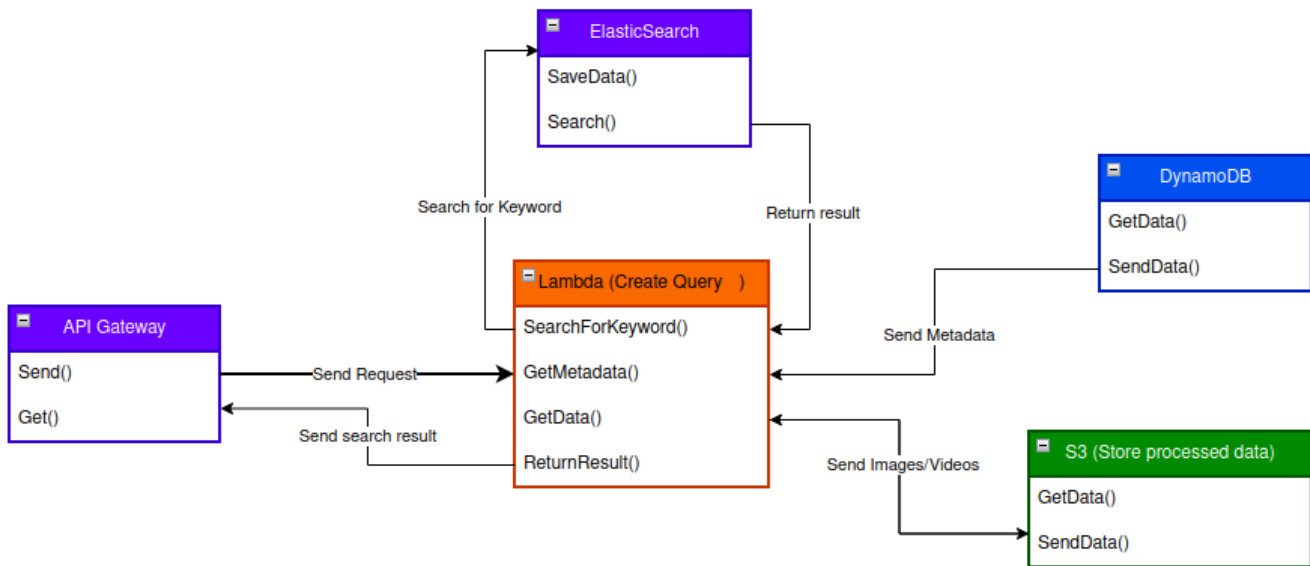 ElasticSearch
SaveData()
Search()
Search for Keyword
Return result
DynamoDB
GetData()
SendData()
Send Metadata
Lambda (Create Query )
SearchForKeyword()
GetMetadata()
GetData()
ReturnResult()
API Gateway
Send()
Get()
Send Request
Send search result
Send Images/Videos
S3 (Store processed data)
GetData()
SendData()